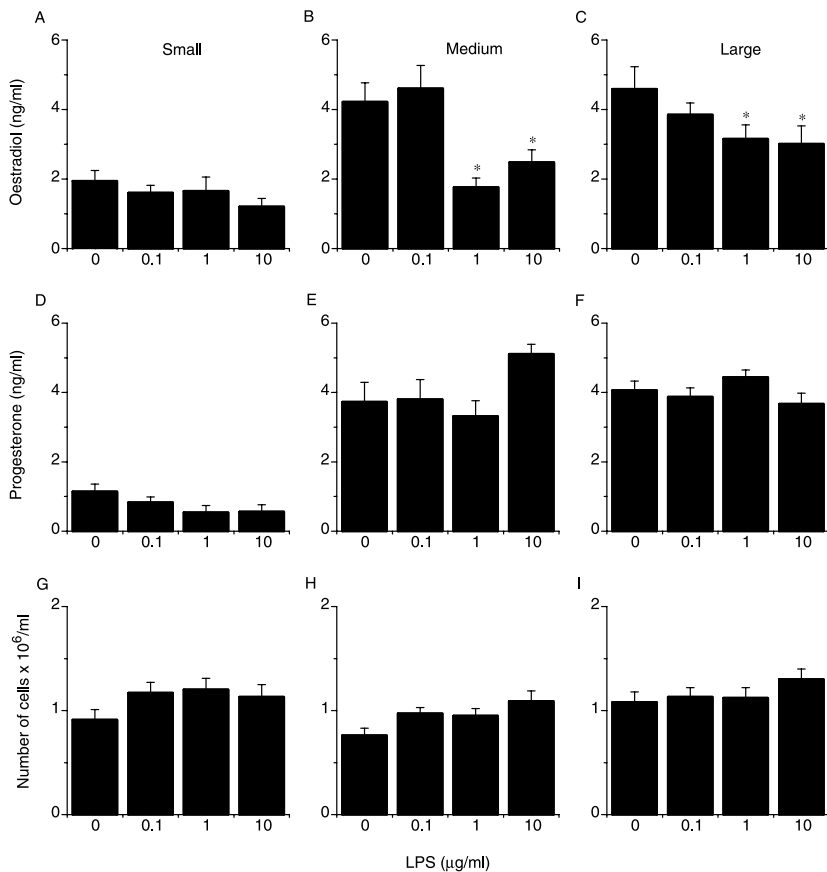 A
Small
B
Medium
C
Large
Oestradiol (ng/ml)
6
4
2
0
0 0.1 1 10
6
4
2
0
* *
0 0.1 1 10
6
4
2
0
* *
0 0.1 1 10
D
E
F
Progesterone (ng/ml)
6
4
2
0
0 0.1 1 10
6
4
2
0
0 0.1 1 10
6
4
2
0
0 0.1 1 10
G
H
I
Number of cells x 10⁶/ml
2
1
0
0 0.1 1 10
2
1
0
0 0.1 1 10
2
1
0
0 0.1 1 10
LPS (μg/ml)